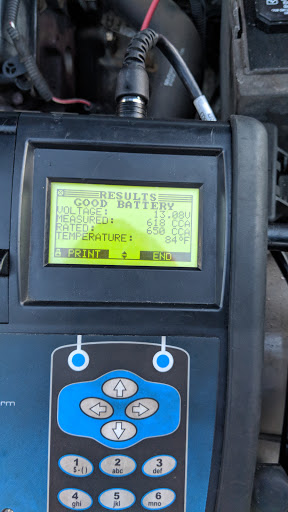 RESULTS
GOOD BATTERY
VOLTAGE: 13.08V
MEASURED: 618 CCA
RATED: 650 CCA
TEMPERATURE: 84°F
PRINT END
rm
1 2 3
$-() abc def
4 5 6
ghi jkl mno